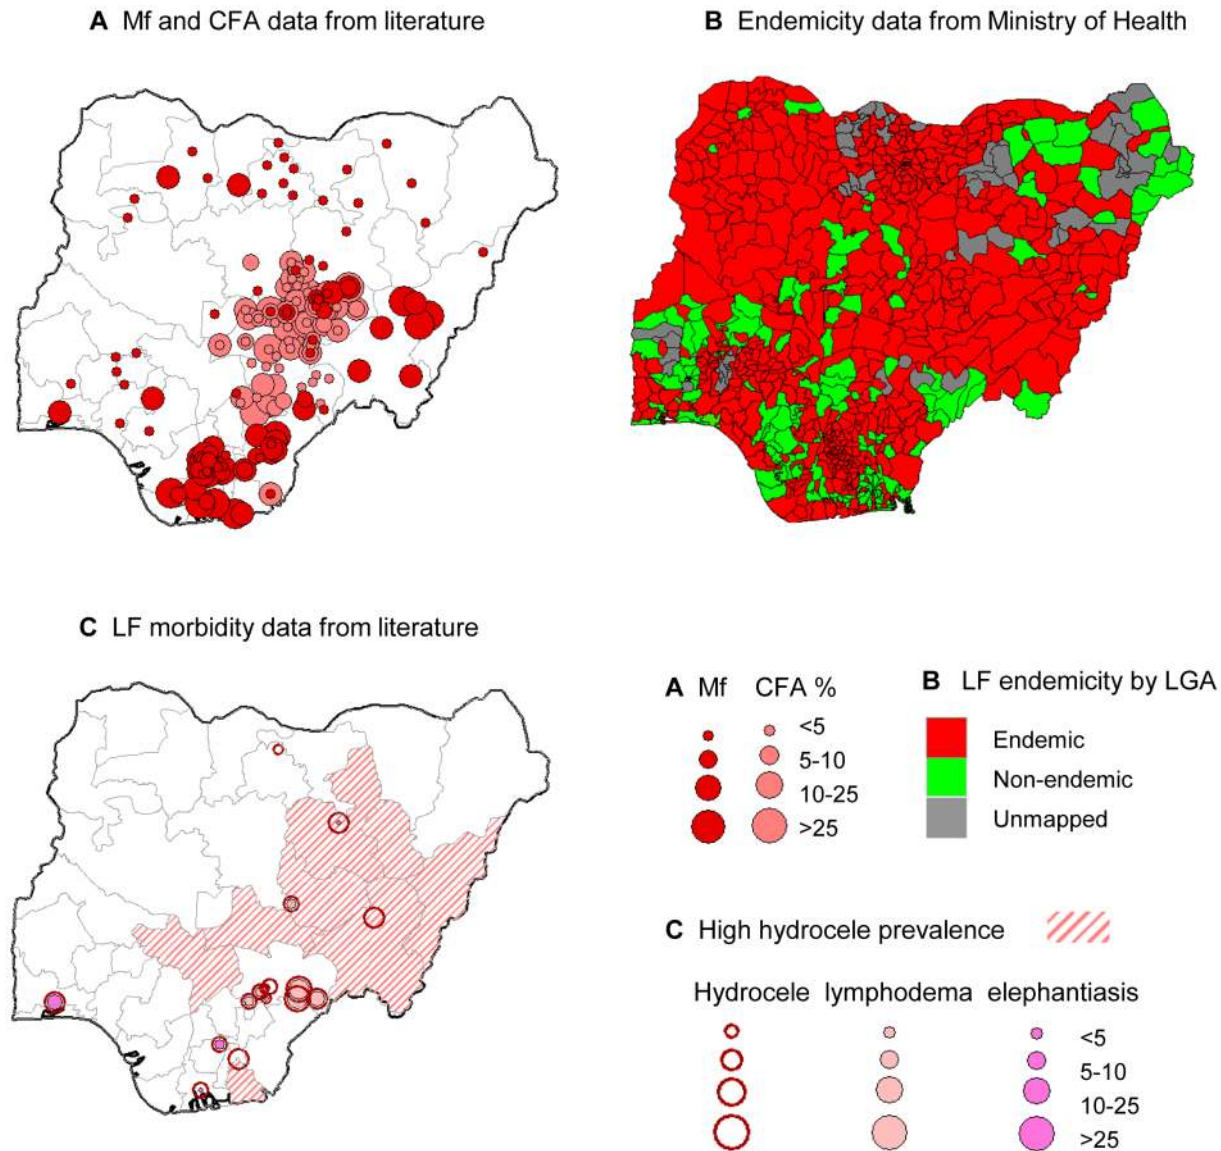 A Mf and CFA data from literature
B Endemicity data from Ministry of Health
C LF morbidity data from literature
A Mf CFA %
<5
5-10
10-25
>25
B LF endemicity by LGA
Endemic
Non-endemic
Unmapped
C High hydrocele prevalence
Hydrocele lymphodema elephantiasis
<5
5-10
10-25
>25